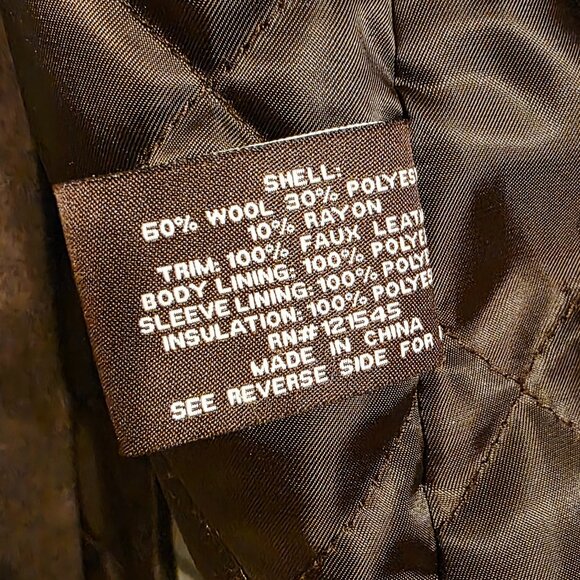 SHELL:
60% WOOL 30% POLYES
10% RAYON
TRIM: 100% FAUX LEAT
BODY LINING: 100% POLYE
SLEEVE LINING: 100% POLYE
INSULATION: 100% POLYES
RN# 121545
MADE IN CHINA
SEE REVERSE SIDE FOR